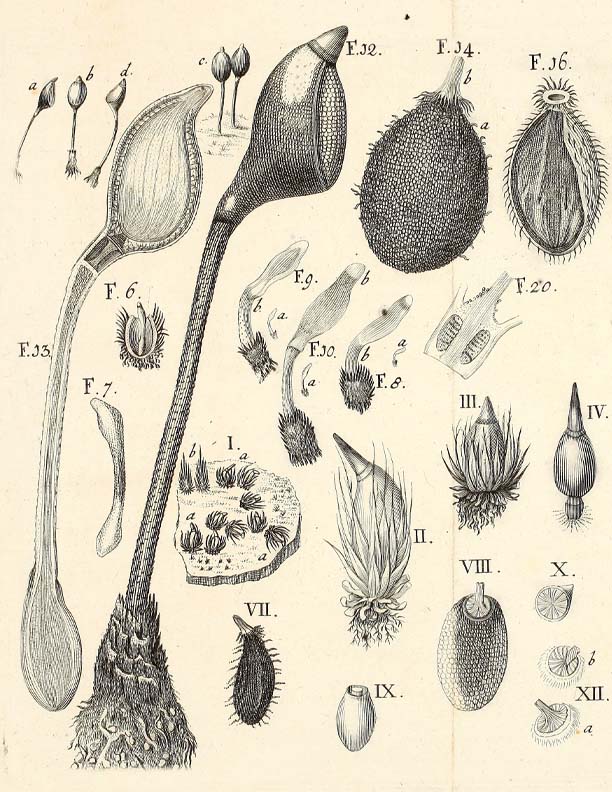 F.12.
F.14.
F.16.
a
b
d.
c.
b
a
F.6.
F.9.
b
b.
a.
F.20.
F.13.
F.10.
a
a
b
F.8.
F.7.
III.
IV.
I.
b
a
a
a
II.
VII.
VIII.
X.
b
IX.
XII.
a